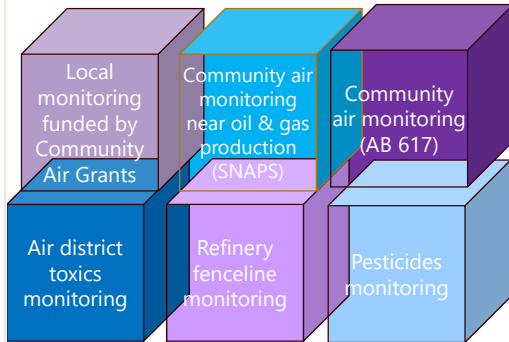 Local
monitoring
funded by
Community
Air Grants
Community air
monitoring
near oil & gas
production
(SNAPS)
Community
air monitoring
(AB 617)
Air district
toxics
monitoring
Refinery
fenceline
monitoring
Pesticides
monitoring